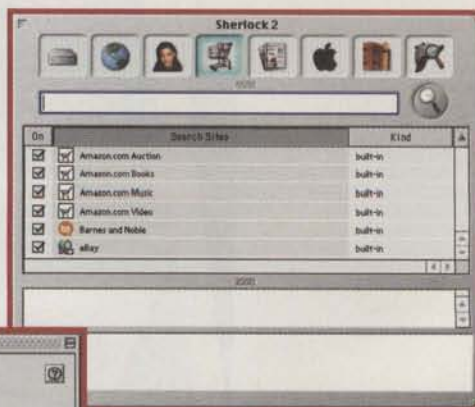 Sherlock 2
On Search Sites Kind
Amazon.com Auction built-in
Amazon.com Books built-in
Amazon.com Music built-in
Amazon.com Video built-in
Barnes and Noble built-in
eBay built-in
?